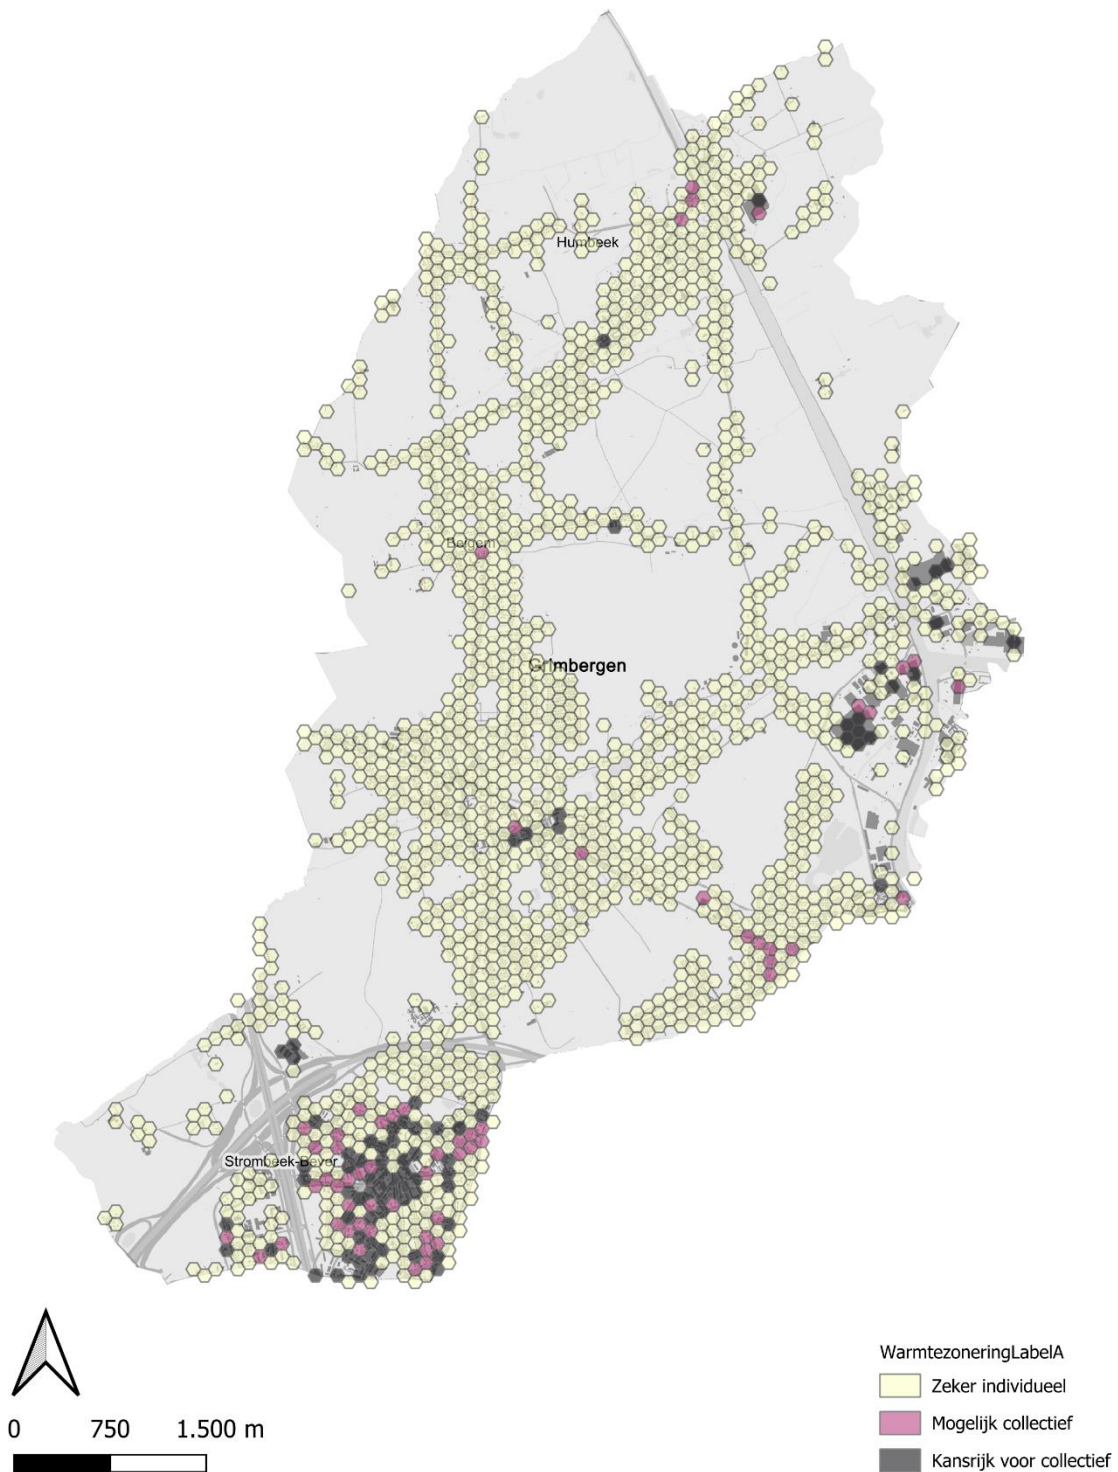 Humbeek
Beigem
Grimbergen
Strombeek-Bever
0 750 1.500 m
WarmtezoneringLabelA
Zeker individueel
Mogelijk collectief
Kansrijk voor collectief